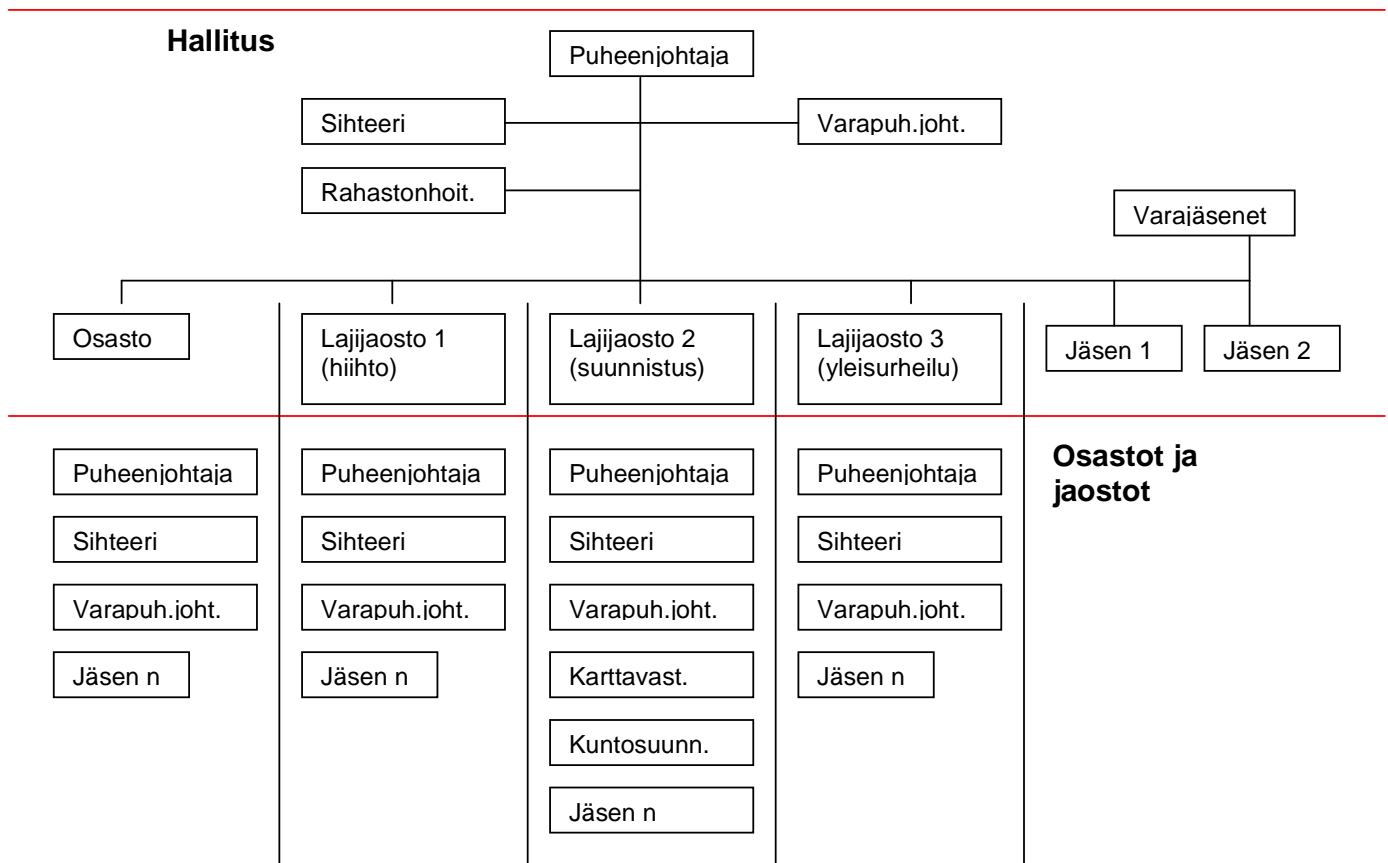 Hallitus
Puheenjohtaja
Sihteeri
Varapuh.joht.
Rahastonhoit.
Varajäsenet
Osasto
Lajijaosto 1
(hiihto)
Lajijaosto 2
(suunnistus)
Lajijaosto 3
(yleisurheilu)
Jäsen 1
Jäsen 2
Osastot ja
jaostot
Puheenjohtaja
Sihteeri
Varapuh.joht.
Jäsen n
Puheenjohtaja
Sihteeri
Varapuh.joht.
Jäsen n
Puheenjohtaja
Sihteeri
Varapuh.joht.
Karttavast.
Kuntosuunn.
Jäsen n
Puheenjohtaja
Sihteeri
Varapuh.joht.
Jäsen n